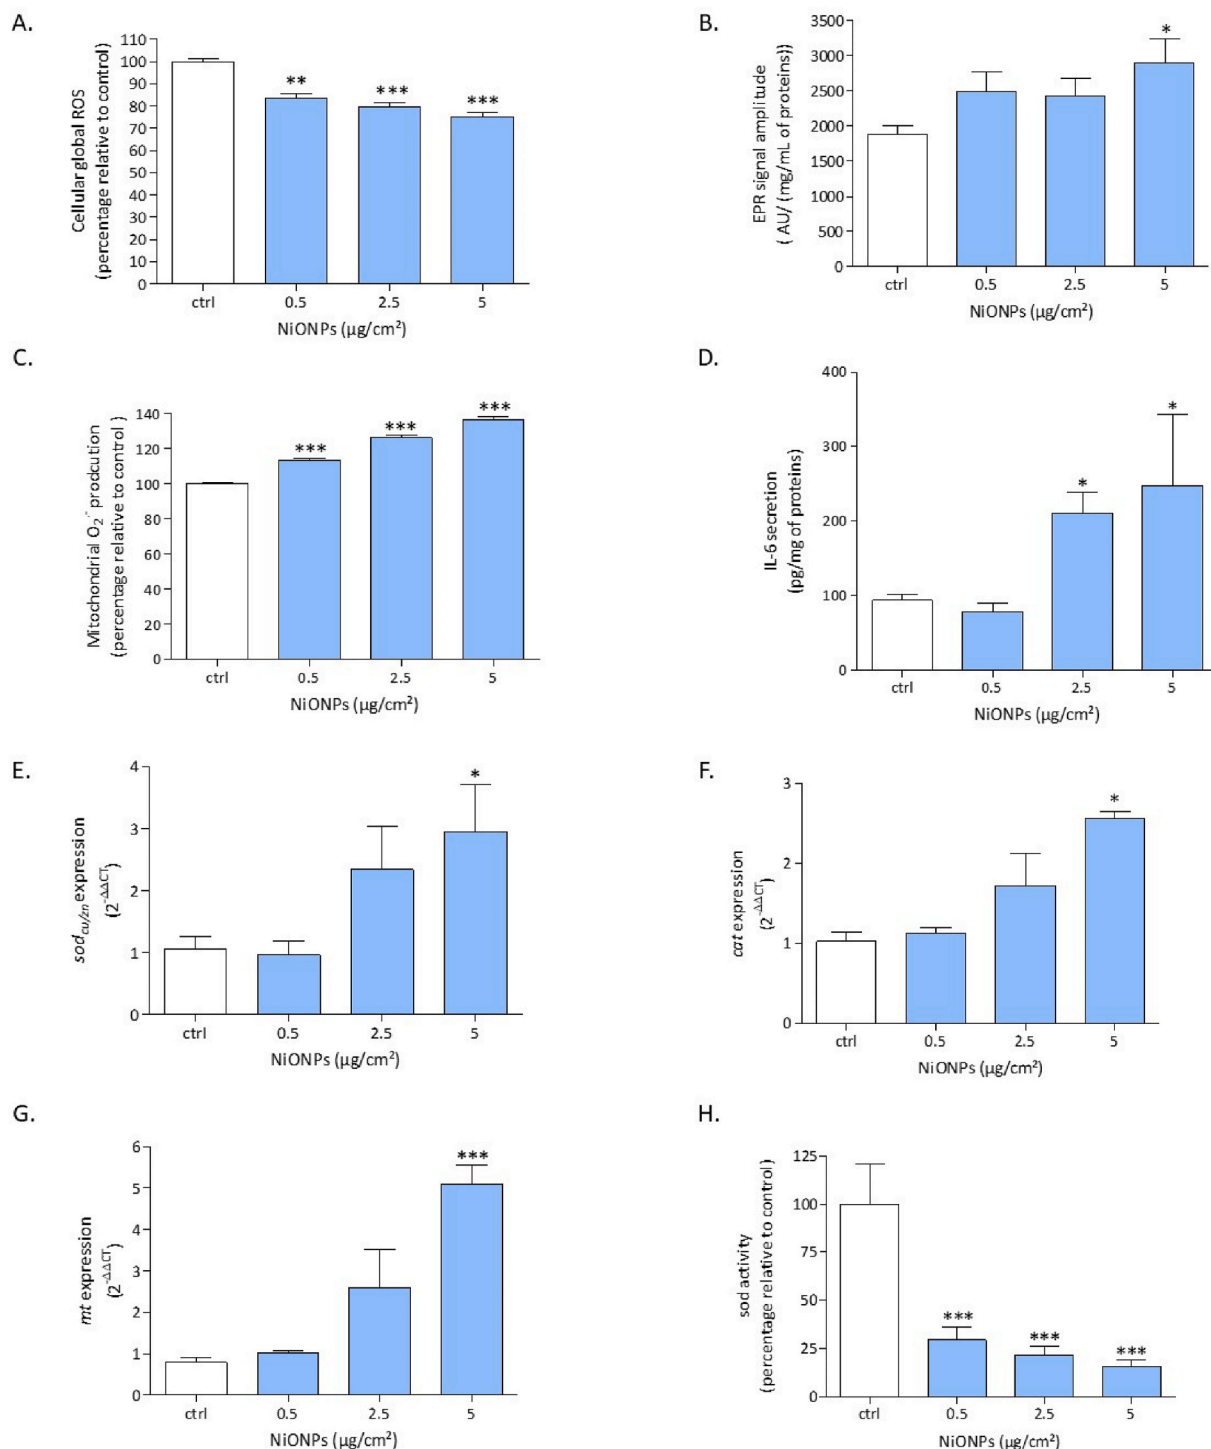 A.
Cellular global ROS
(percentage relative to control)
110
100
90
80
70
60
50
40
30
20
10
0
**
***
***
ctrl
0.5
2.5
5
NiONPs (µg/cm²)
B.
EPR signal amplitude
( AU/ (mg/mL of proteins))
3500
3000
2500
2000
1500
1000
500
0
*
ctrl
0.5
2.5
5
NiONPs (µg/cm²)
C.
Mitochondrial O₂˙⁻ prodcution
(percentage relative to control )
140
120
100
80
60
40
20
0
***
***
***
ctrl
0.5
2.5
5
NiONPs (µg/cm²)
D.
IL-6 secretion
(pg/mg of proteins)
400
300
200
100
0
*
*
ctrl
0.5
2.5
5
NiONPs (µg/cm²)
E.
sod cu/zn expression
(2^-ΔΔCT)
4
3
2
1
0
*
ctrl
0.5
2.5
5
NiONPs (µg/cm²)
F.
cat expression
(2^-ΔΔCT)
3
2
1
0
*
ctrl
0.5
2.5
5
NiONPs (µg/cm²)
G.
mt expression
(2^-ΔΔCT)
6
5
4
3
2
1
0
***
ctrl
0.5
2.5
5
NiONPs (µg/cm²)
H.
sod activity
(percentage relative to control)
125
100
75
50
25
0
***
***
***
ctrl
0.5
2.5
5
NiONPs (µg/cm²)